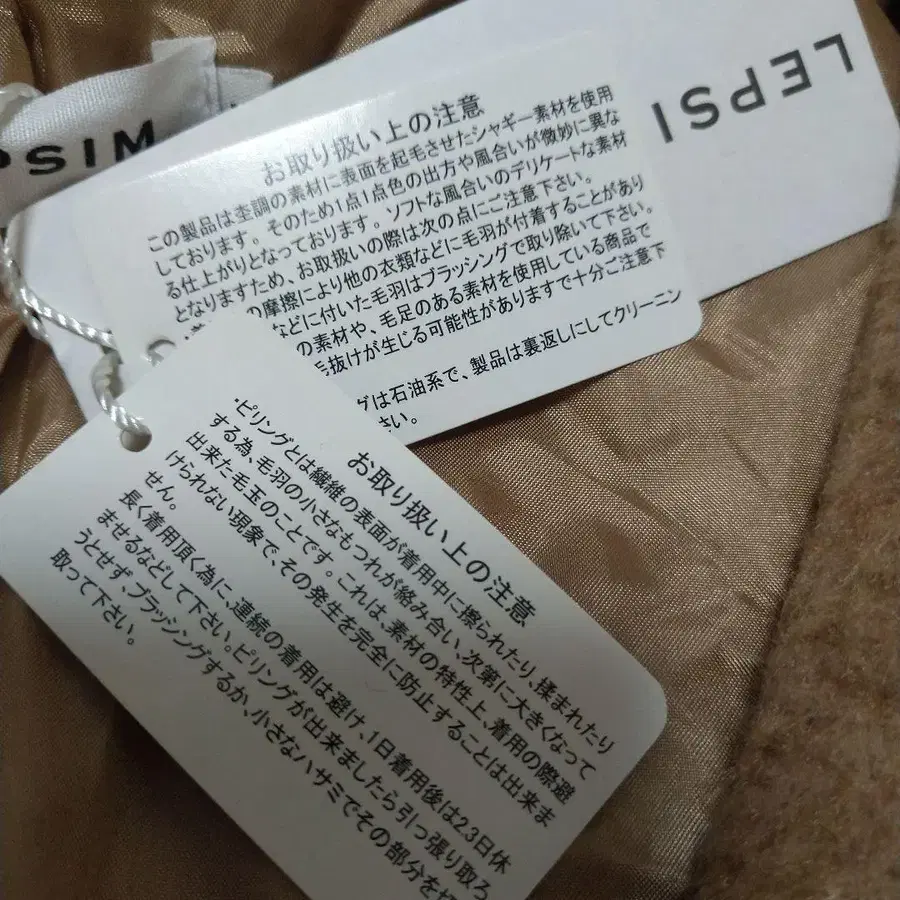 LEPSI
PSIM
お取り扱い上の注意
この製品は杢調の素材に表面を起毛させたシャギー素材を使用
しております。そのため1点1点色の出方や風合いが微妙に異な
る仕上がりとなっております。ソフトな風合いのデリケートな素材
となりますため、お取扱いの際は次の点にご注意下さい。
の摩擦により他の衣類などに毛羽が付着することがあり
などに付いた毛羽はブラッシングで取り除いて下さい。
の素材や、毛足のある素材を使用している商品で
毛抜けが生じる可能性がありますで十分ご注意下
グは石油系で、製品は裏返しにしてクリーニン
さい。
お取り扱い上の注意
・ピリングとは繊維の表面が着用中に擦られたり、揉まれたり
する為、毛羽の小さなもつれが絡み合い、次第に大きくなって
出来た毛玉のことです。これは、素材の特性上、着用の際避
けられない現象で、その発生を完全に防止することは出来ま
せん。
長く着用頂く為に、連続の着用は避け、1日着用後は2.3日休
ませるなどして下さい。ピリングが出来ましたら引っ張り取ろ
うとせず、ブラッシングするか、小さなハサミでその部分を切
取って下さい。